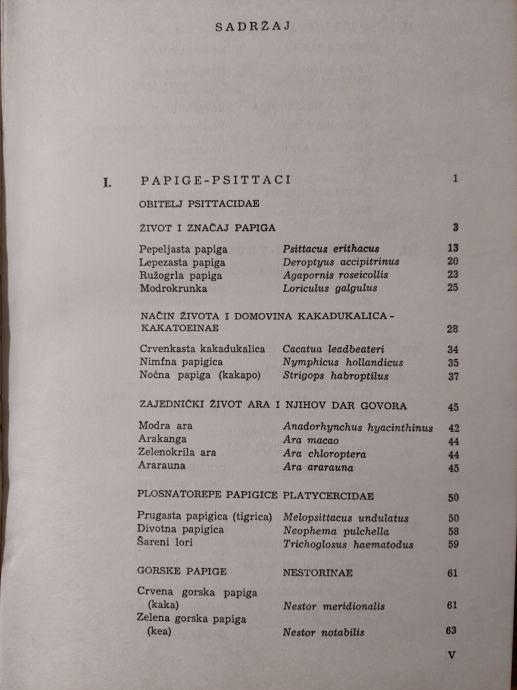 SADRŽAJ
I. PAPIGE-PSITTACI 1
OBITELJ PSITTACIDAE
ŽIVOT I ZNAČAJ PAPIGA 3
Pepeljasta papiga Psittacus erithacus 13
Lepezasta papiga Deroptyus accipitrinus 20
Ružogrla papiga Agapornis roseicollis 23
Modrokrunka Loriculus galgulus 25
NAČIN ŽIVOTA I DOMOVINA KAKADUKALICA-
KAKATOEINAE 28
Crvenkasta kakadukalica Cacatua leadbeateri 34
Nimfna papigica Nymphicus hollandicus 35
Noćna papiga (kakapo) Strigops habroptilus 37
ZAJEDNIČKI ŽIVOT ARA I NJIHOV DAR GOVORA 45
Modra ara Anadorhynchus hyacinthinus 42
Arakanga Ara macao 44
Zelenokrila ara Ara chloroptera 44
Ararauna Ara ararauna 45
PLOSNATOREPE PAPIGICE PLATYCERCIDAE 50
Prugasta papigica (tigrica) Melopsittacus undulatus 50
Divotna papigica Neophema pulchella 58
Šareni lori Trichoglosus haematodus 59
GORSKE PAPIGE NESTORINAE 61
Crvena gorska papiga
(kaka) Nestor meridionalis 61
Zelena gorska papiga
(kea) Nestor notabilis 63
V